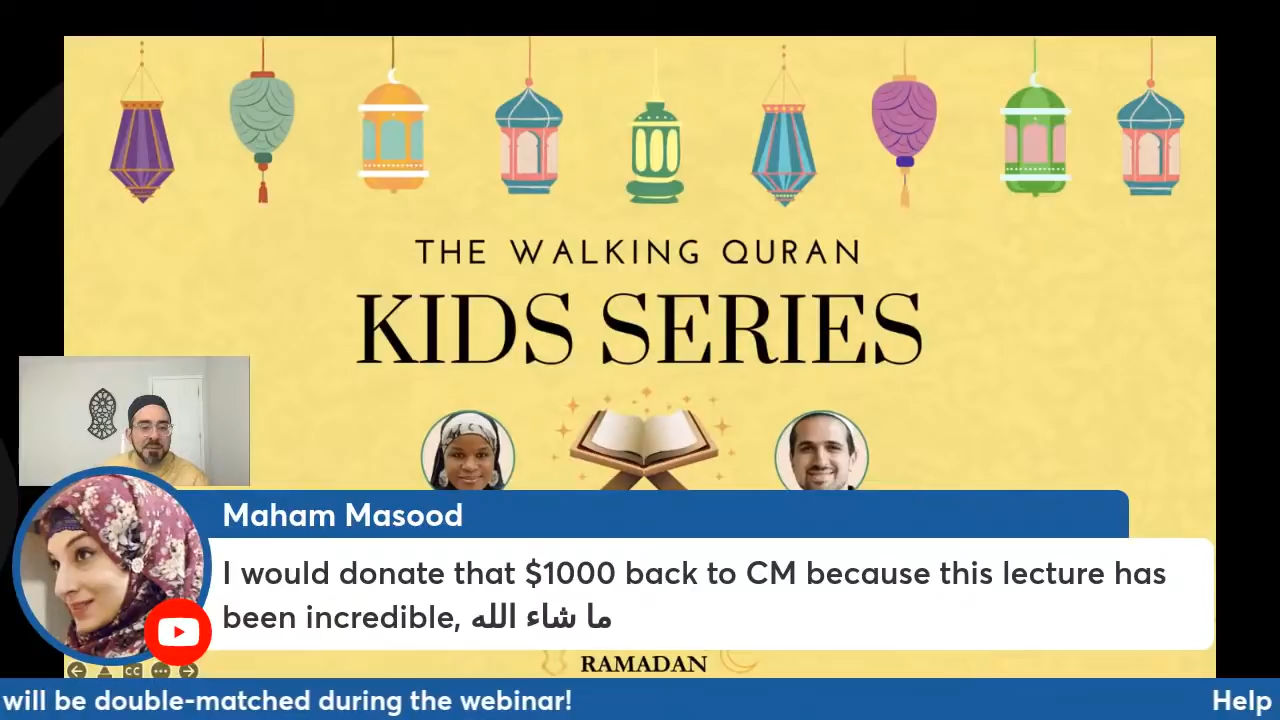 THE WALKING QURAN
KIDS SERIES
Maham Masood
I would donate that $1000 back to CM because this lecture has
been incredible, ما شاء الله
CC
RAMADAN
will be double-matched during the webinar!
Help